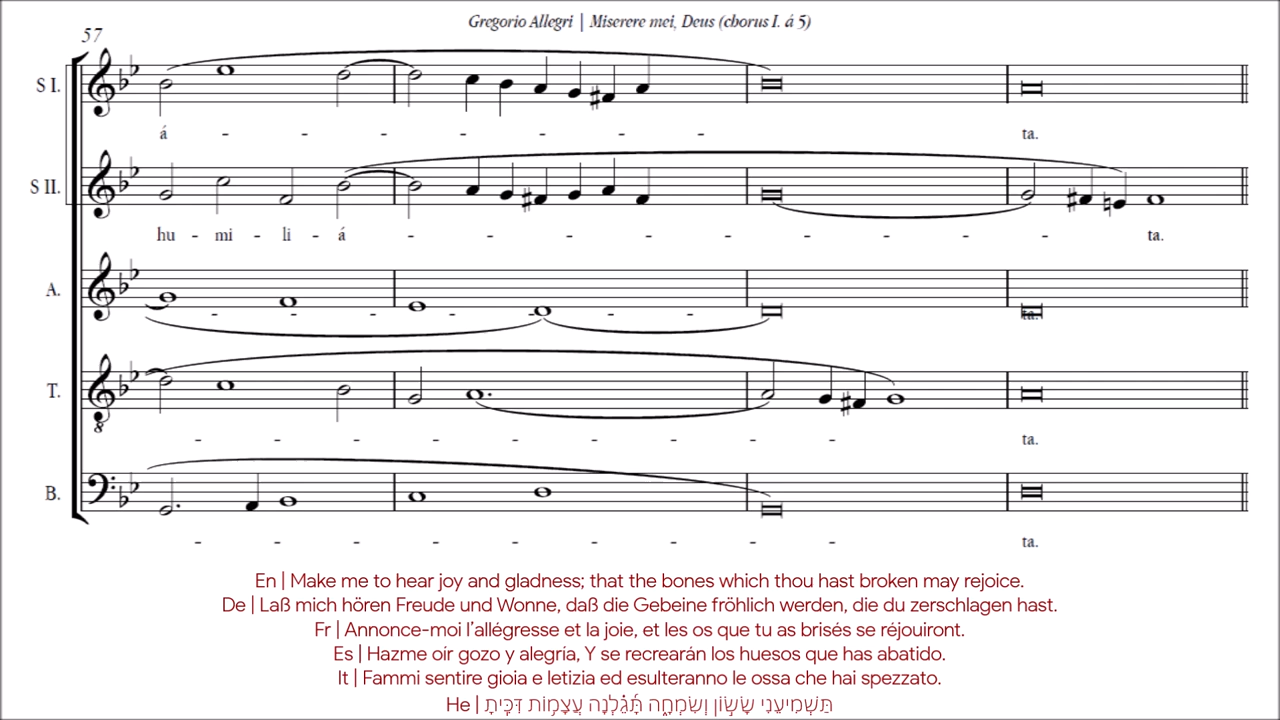 Gregorio Allegri | Miserere mei, Deus (chorus I. á 5)
57
S I.
á - - - - - - - ta.
S II.
hu - mi - li - á - - - - - - - - - ta.
A.
- - - - - - - ta.
T.
8
- - - - - - - - - ta.
B.
- - - - - - - - - ta.
En | Make me to hear joy and gladness; that the bones which thou hast broken may rejoice.
De | Laß mich hören Freude und Wonne, daß die Gebeine fröhlich werden, die du zerschlagen hast.
Fr | Annonce-moi l’allégresse et la joie, et les os que tu as brisés se réjouiront.
Es | Hazme oír gozo y alegría, Y se recrearán los huesos que has abatido.
It | Fammi sentire gioia e letizia ed esulteranno le ossa che hai spezzato.
He | תַּשְׁמִיעֵנִי שָׂשׂ֣וֹן וְשִׂמְחָ֑ה תָּ֝גֵ֗לְנָה עֲצָמ֥וֹת דִּכִּֽיתָ